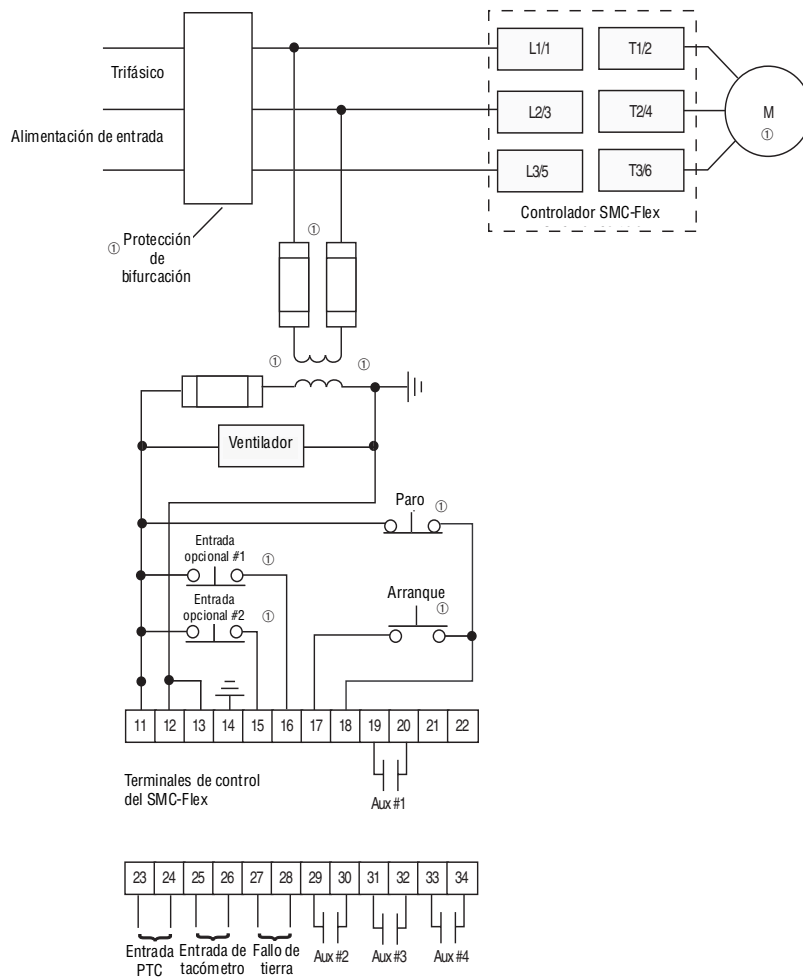 Trifásico
Alimentación de entrada
① Protección
de
bifurcación
L1/1 T1/2
L2/3 T2/4
L3/5 T3/6
M
①
Controlador SMC-Flex
①
① ①
Ventilador
Paro ①
Entrada
opcional #1 ①
Entrada
opcional #2 ①
Arranque
①
11 12 13 14 15 16 17 18 19 20 21 22
Terminales de control
del SMC-Flex
Aux #1
23 24 25 26 27 28 29 30 31 32 33 34
Entrada
PTC
Entrada de
tacómetro
Fallo de
tierra
Aux #2 Aux #3 Aux #4